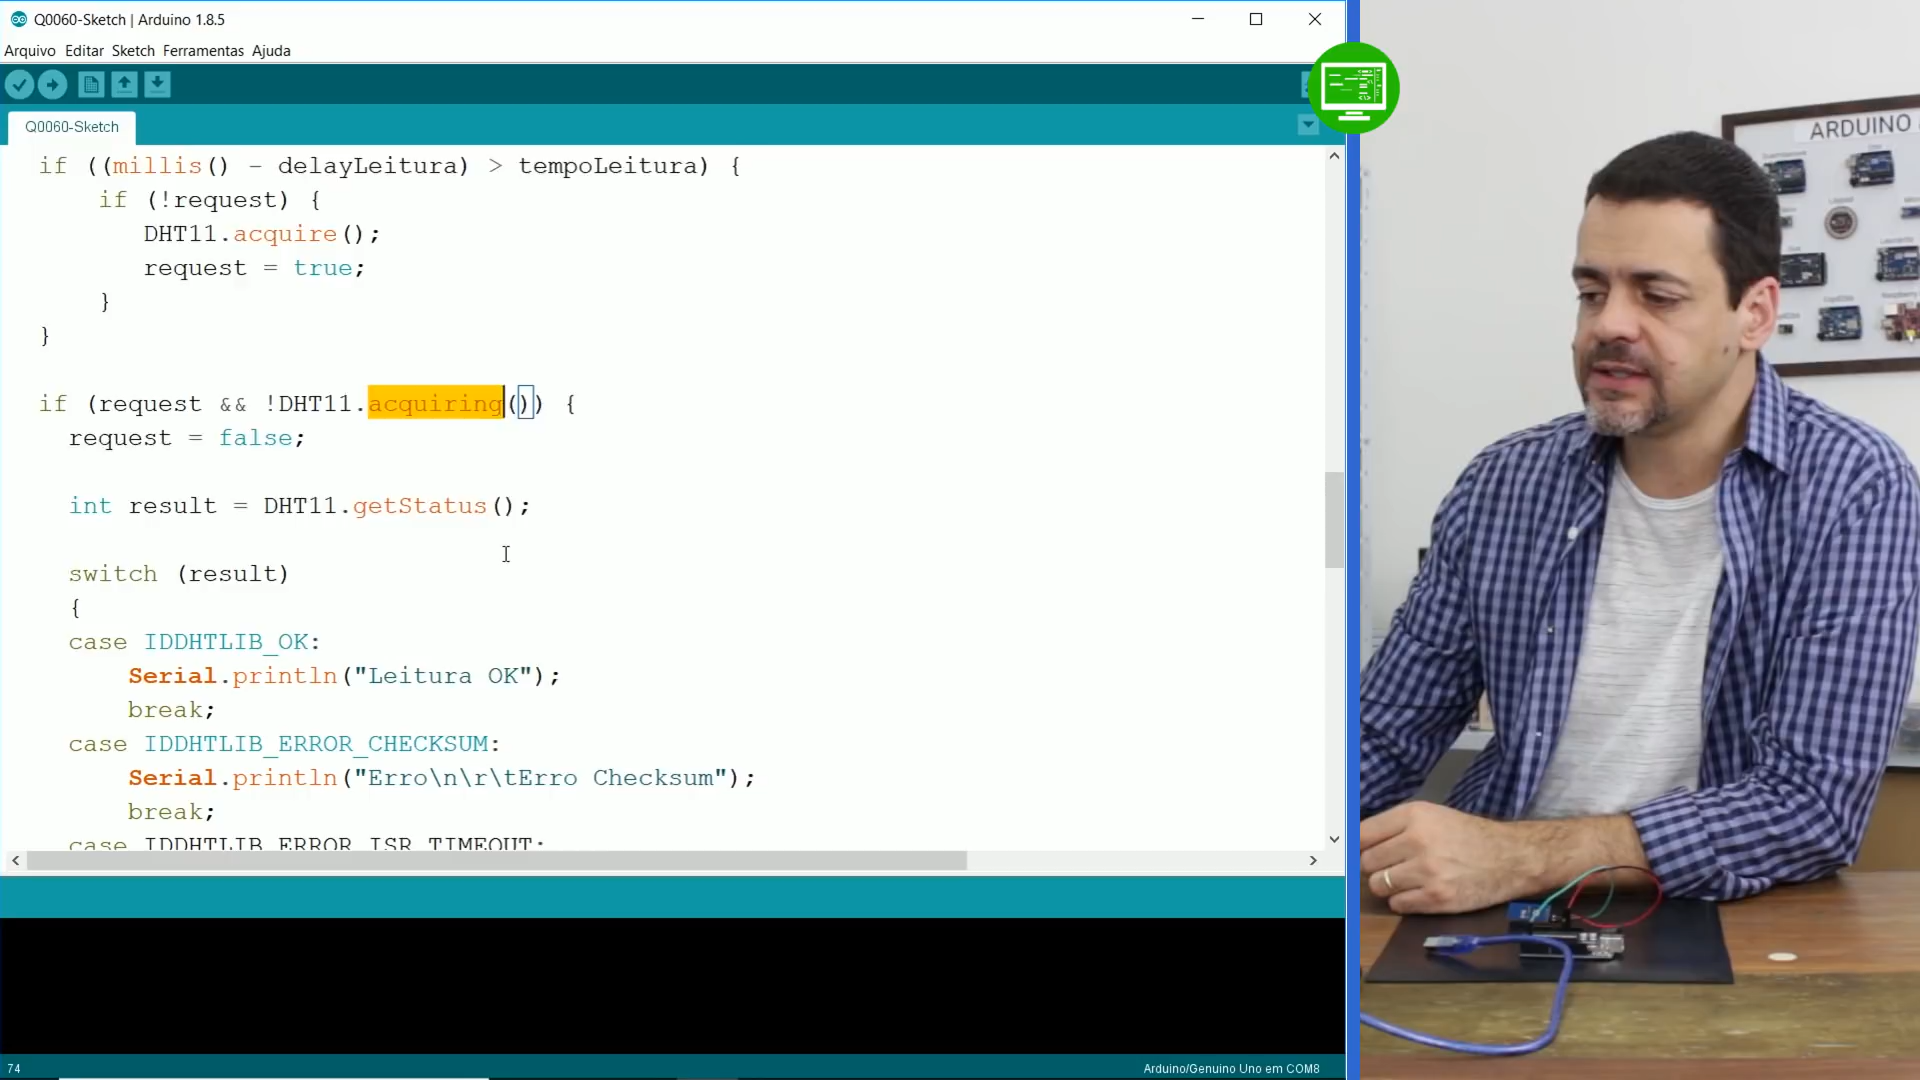 Q0060-Sketch | Arduino 1.8.5
Arquivo Editar Sketch Ferramentas Ajuda
Q0060-Sketch
if ((millis() - delayLeitura) > tempoLeitura) {
if (!request) {
DHT11.acquire();
request = true;
}
}
if (request && !DHT11.acquiring()) {
request = false;
int result = DHT11.getStatus();
switch (result)
{
case IDDHTLIB_OK:
Serial.println("Leitura OK");
break;
case IDDHTLIB_ERROR_CHECKSUM:
Serial.println("Erro\n\r\tErro Checksum");
break;
case IDDHTLIB_ERROR_ISR_TIMEOUT:
74
Arduino/Genuino Uno em COM8
ARDUINO